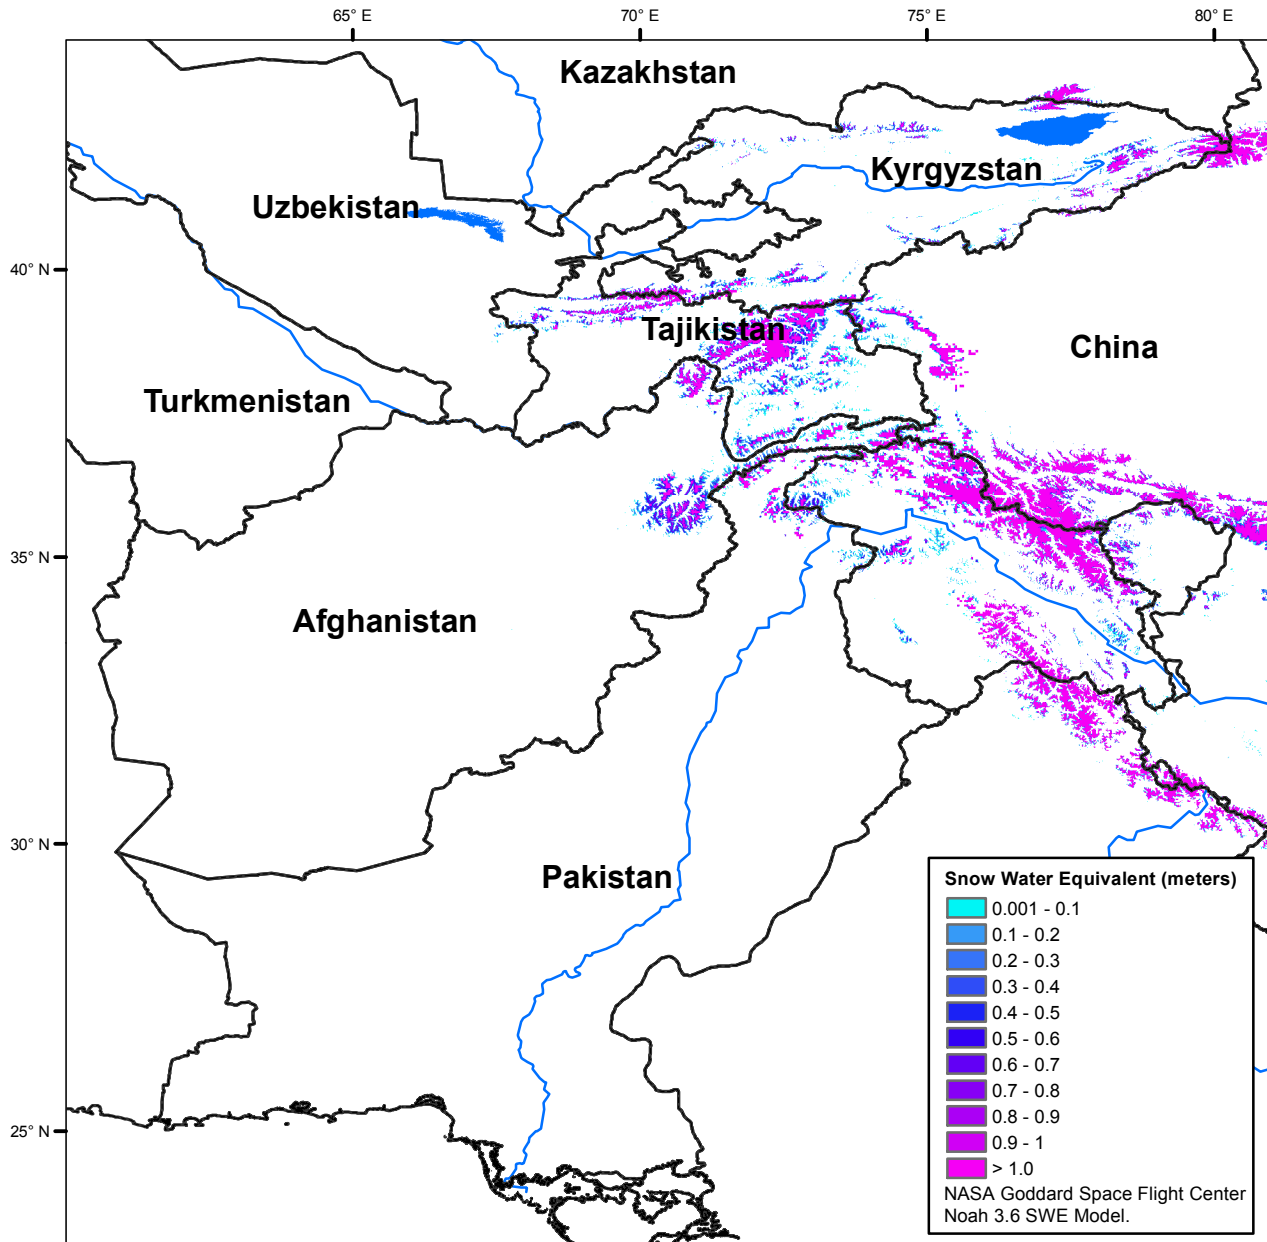 65° E
70° E
75° E
80° E
Kazakhstan
Kyrgyzstan
Uzbekistan
40° N
Tajikistan
China
Turkmenistan
35° N
Afghanistan
30° N
Pakistan
Snow Water Equivalent (meters)
0.001 - 0.1
0.1 - 0.2
0.2 - 0.3
0.3 - 0.4
0.4 - 0.5
0.5 - 0.6
0.6 - 0.7
0.7 - 0.8
0.8 - 0.9
0.9 - 1
> 1.0
25° N
NASA Goddard Space Flight Center
Noah 3.6 SWE Model.